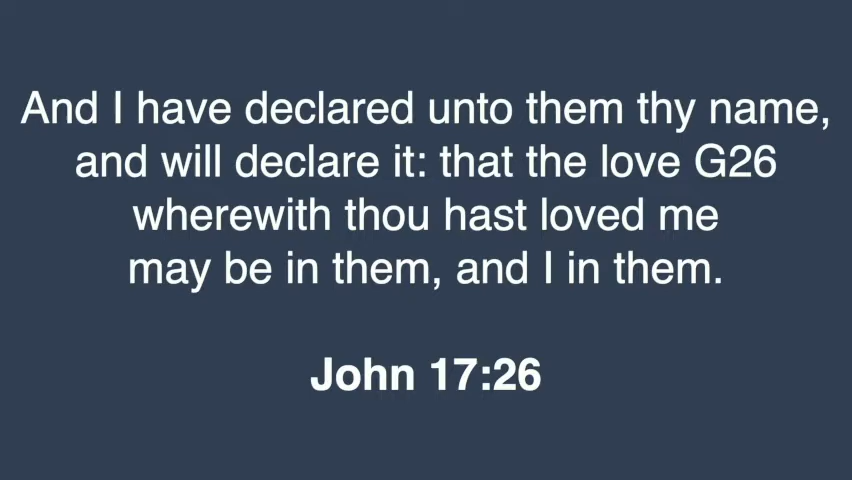 And I have declared unto them thy name,
and will declare it: that the love G26
wherewith thou hast loved me
may be in them, and I in them.
John 17:26